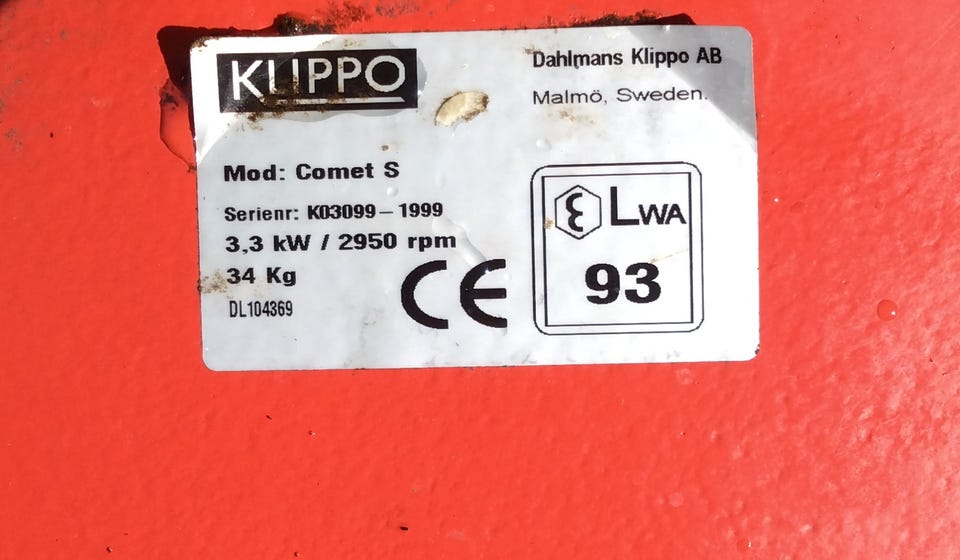 KLIPPO
Dahlmans Klippo AB
Malmö, Sweden.
Mod: Comet S
Serienr: K03099-1999
3,3 kW / 2950 rpm
34 Kg
DL104369
CE
ε LWA
93